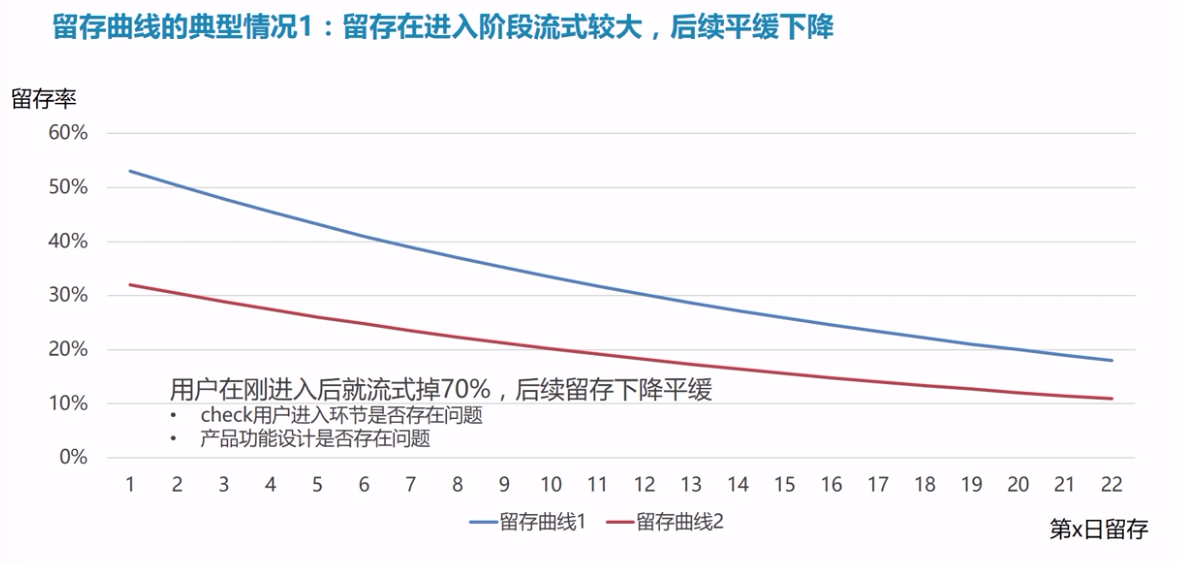 留存曲线的典型情况1：留存在进入阶段流式较大，后续平缓下降
留存率
60%
50%
40%
30%
20%
10%
0%
用户在刚进入后就流式掉70%，后续留存下降平缓
• check用户进入环节是否存在问题
• 产品功能设计是否存在问题
1 2 3 4 5 6 7 8 9 10 11 12 13 14 15 16 17 18 19 20 21 22
留存曲线1 留存曲线2
第x日留存